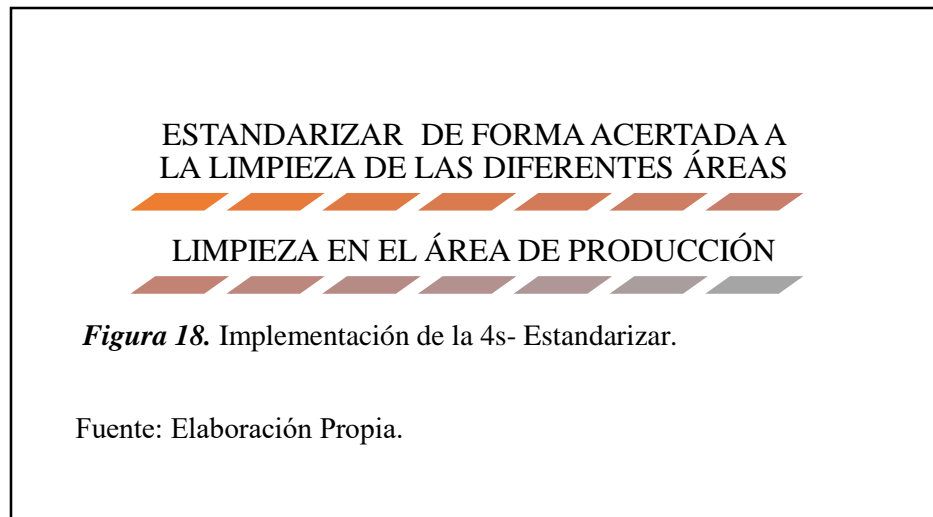 ESTANDARIZAR DE FORMA ACERTADA A
LA LIMPIEZA DE LAS DIFERENTES ÁREAS
LIMPIEZA EN EL ÁREA DE PRODUCCIÓN
Figura 18. Implementación de la 4s- Estandarizar.
Fuente: Elaboración Propia.